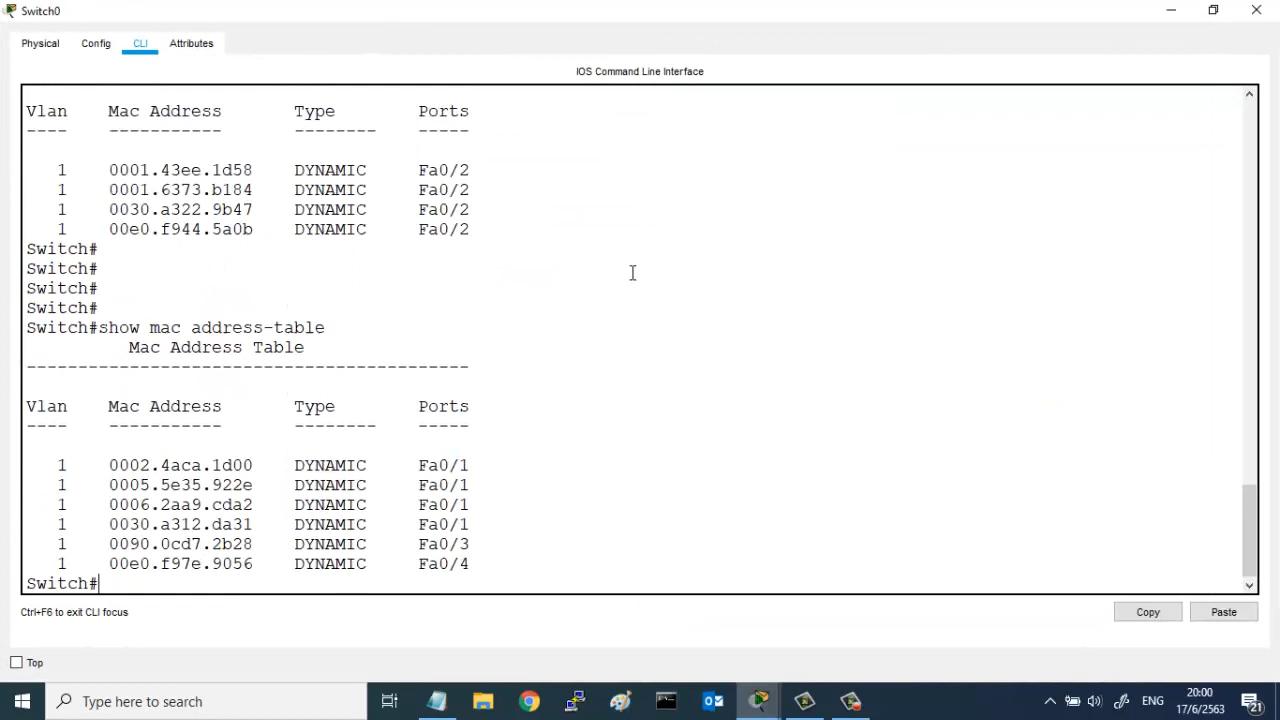 Switch0
Physical Config CLI Attributes
IOS Command Line Interface
Vlan Mac Address Type Ports
---- ----------- -------- -----
1 0001.43ee.1d58 DYNAMIC Fa0/2
1 0001.6373.b184 DYNAMIC Fa0/2
1 0030.a322.9b47 DYNAMIC Fa0/2
1 00e0.f944.5a0b DYNAMIC Fa0/2
Switch#
Switch#
Switch#
Switch#
Switch#show mac address-table
Mac Address Table
-------------------------------------------
Vlan Mac Address Type Ports
---- ----------- -------- -----
1 0002.4aca.1d00 DYNAMIC Fa0/1
1 0005.5e35.922e DYNAMIC Fa0/1
1 0006.2aa9.cda2 DYNAMIC Fa0/1
1 0030.a312.da31 DYNAMIC Fa0/1
1 0090.0cd7.2b28 DYNAMIC Fa0/3
1 00e0.f97e.9056 DYNAMIC Fa0/4
Switch#
Ctrl+F6 to exit CLI focus
Copy Paste
Top
Type here to search
ENG
20:00
17/6/2563
21